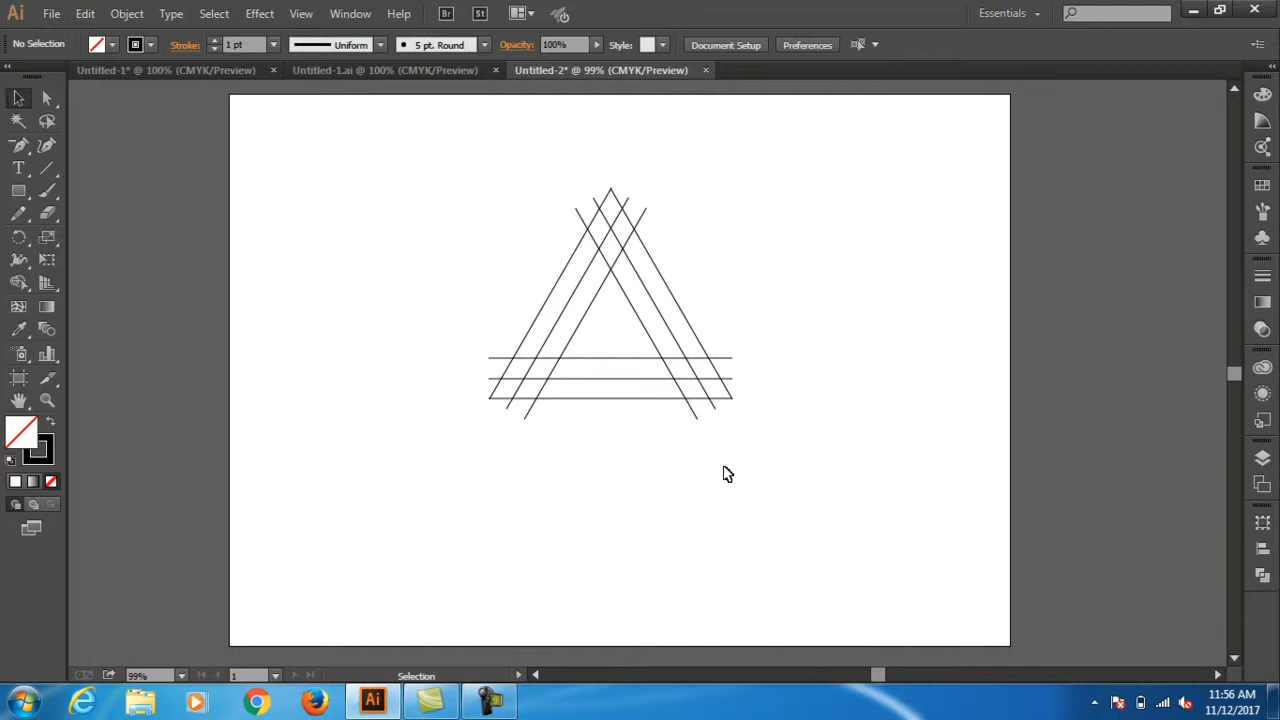 Ai File Edit Object Type Select Effect View Window Help Br St Essentials
No Selection Stroke: 1 pt Uniform 5 pt. Round Opacity: 100% Style: Document Setup Preferences
Untitled-1* @ 100% (CMYK/Preview) Untitled-1.ai @ 100% (CMYK/Preview) Untitled-2* @ 99% (CMYK/Preview)
T
99% 1 Selection
Ai 11:56 AM
11/12/2017